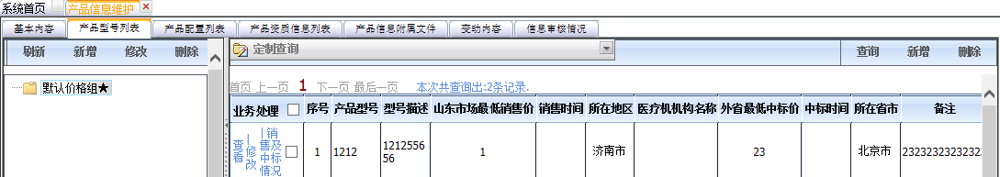 系统首页 产品信息维护
基本内容 产品型号列表 产品配置列表 产品资质信息列表 产品信息附属文件 变动内容 信息审核情况
刷新 新增 修改 删除 定制查询 查询 新增 删除
默认价格组★
首页 上一页 1 下一页 最后一页 本次共查询出:2条记录.
业务处理 序号 产品型号 型号描述 山东市场最低销售价 销售时间 所在地区 医疗机机构名称 外省最低中标价 中标时间 所在省市 备注
查看 |修改 |销售及中标情况 1 1212 121255656 1 济南市 23 北京市 2323232323232